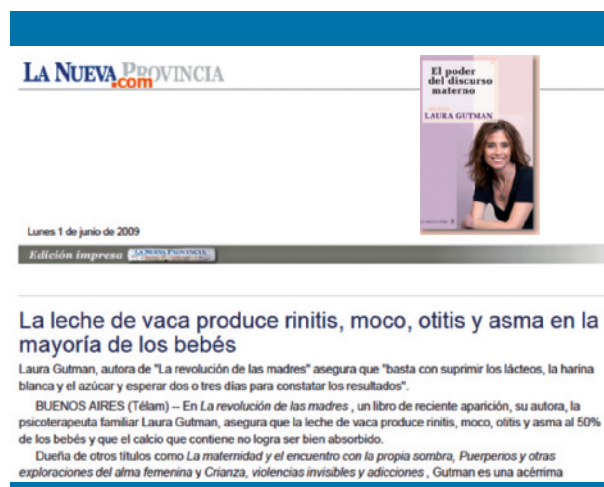 LA NUEVA PROVINCIA
.com
El poder
del discurso
materno
LAURA GUTMAN
Lunes 1 de junio de 2009
Edición impresa LA NUEVA PROVINCIA
La leche de vaca produce rinitis, moco, otitis y asma en la
mayoría de los bebés
Laura Gutman, autora de "La revolución de las madres" asegura que "basta con suprimir los lácteos, la harina
blanca y el azúcar y esperar dos o tres días para constatar los resultados".
BUENOS AIRES (Télam) -- En La revolución de las madres , un libro de reciente aparición, su autora, la
psicoterapeuta familiar Laura Gutman, asegura que la leche de vaca produce rinitis, moco, otitis y asma al 50%
de los bebés y que el calcio que contiene no logra ser bien absorbido.
Dueña de otros títulos como La maternidad y el encuentro con la propia sombra, Puerperios y otras
exploraciones del alma femenina y Crianza, violencias invisibles y adicciones , Gutman es una acérrima